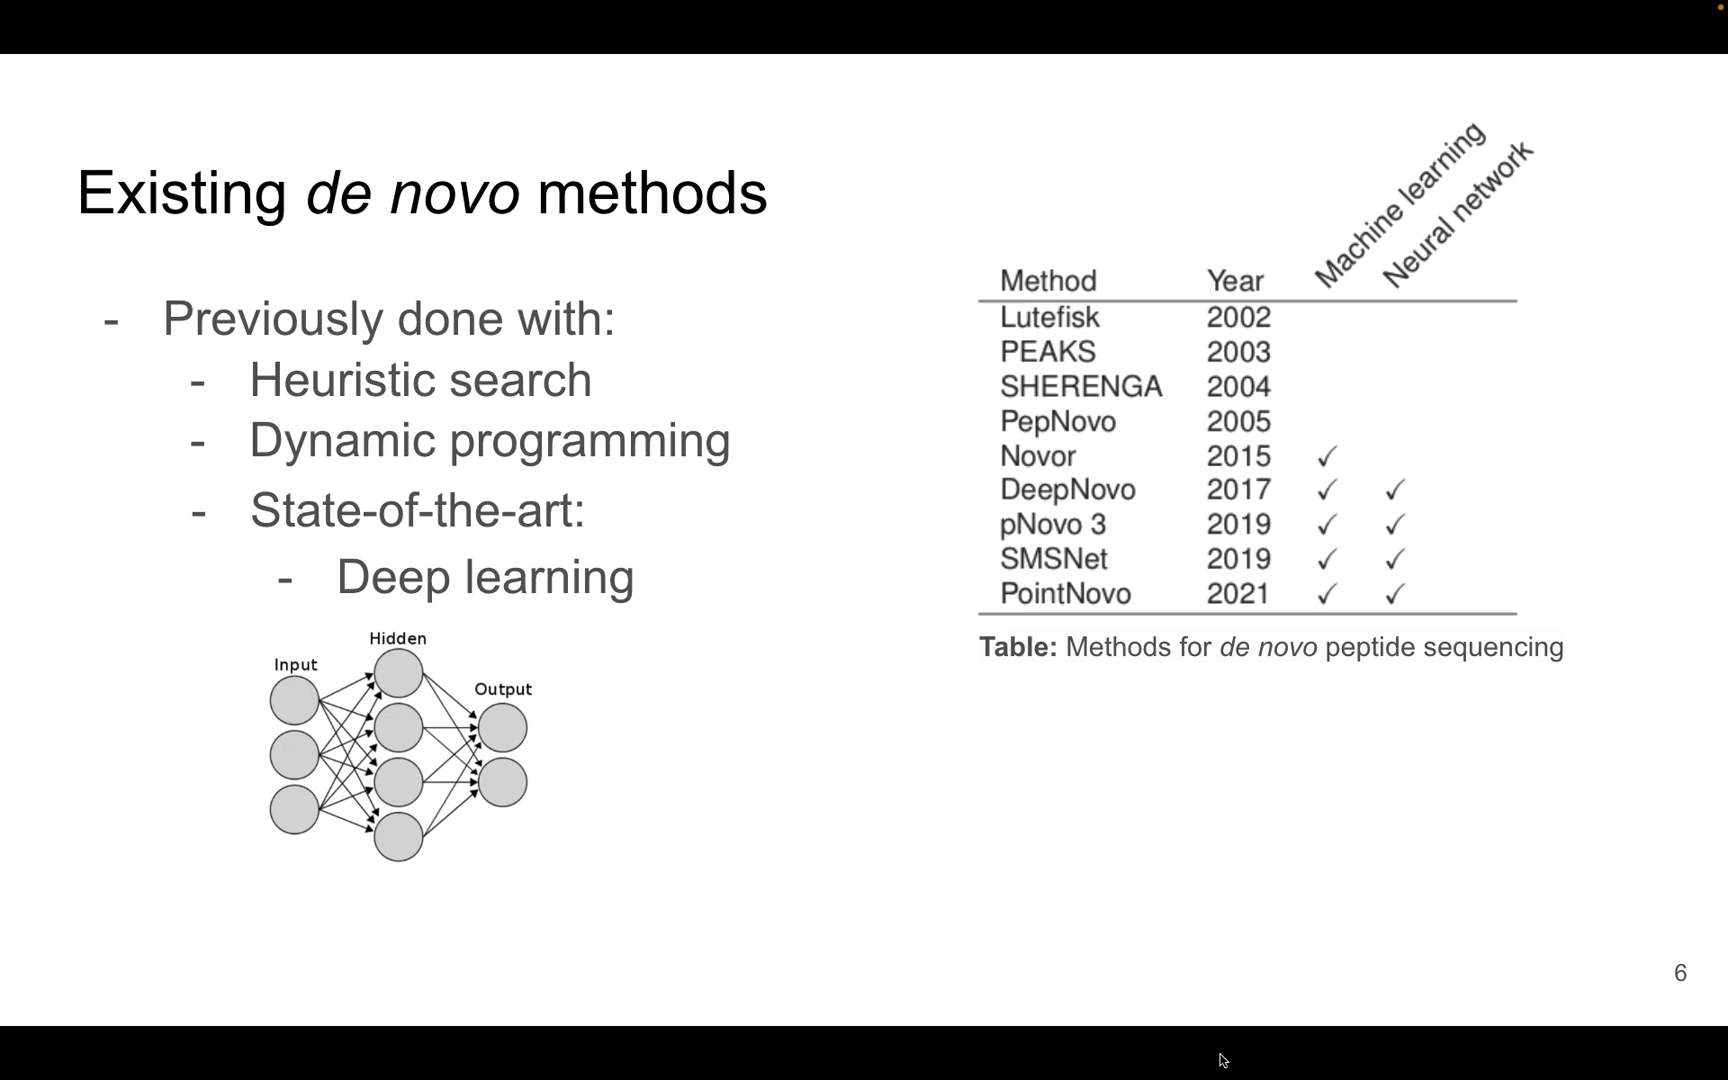 Existing de novo methods
- Previously done with:
- Heuristic search
- Dynamic programming
- State-of-the-art:
- Deep learning
Hidden
Input
Output
Machine learning
Neural network
Method Year
Lutefisk 2002
PEAKS 2003
SHERENGA 2004
PepNovo 2005
Novor 2015 ✓
DeepNovo 2017 ✓ ✓
pNovo 3 2019 ✓ ✓
SMSNet 2019 ✓ ✓
PointNovo 2021 ✓ ✓
Table: Methods for de novo peptide sequencing
6